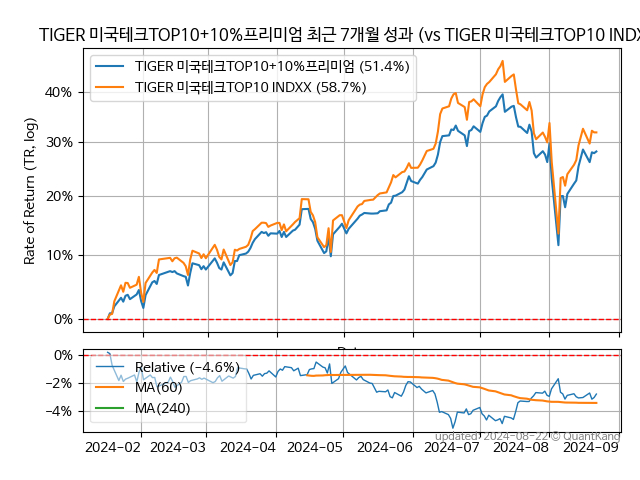 TIGER 미국테크TOP10+10%프리미엄 최근 7개월 성과 (vs TIGER 미국테크TOP10 INDX
TIGER 미국테크TOP10+10%프리미엄 (51.4%)
TIGER 미국테크TOP10 INDXX (58.7%)
Rate of Return (TR, log)
40%
30%
20%
10%
0%
0%
−2%
−4%
Relative (−4.6%)
MA(60)
MA(240)
updated: 2024-08-22 © QuantKang
2024-02 2024-03 2024-04 2024-05 2024-06 2024-07 2024-08 2024-09